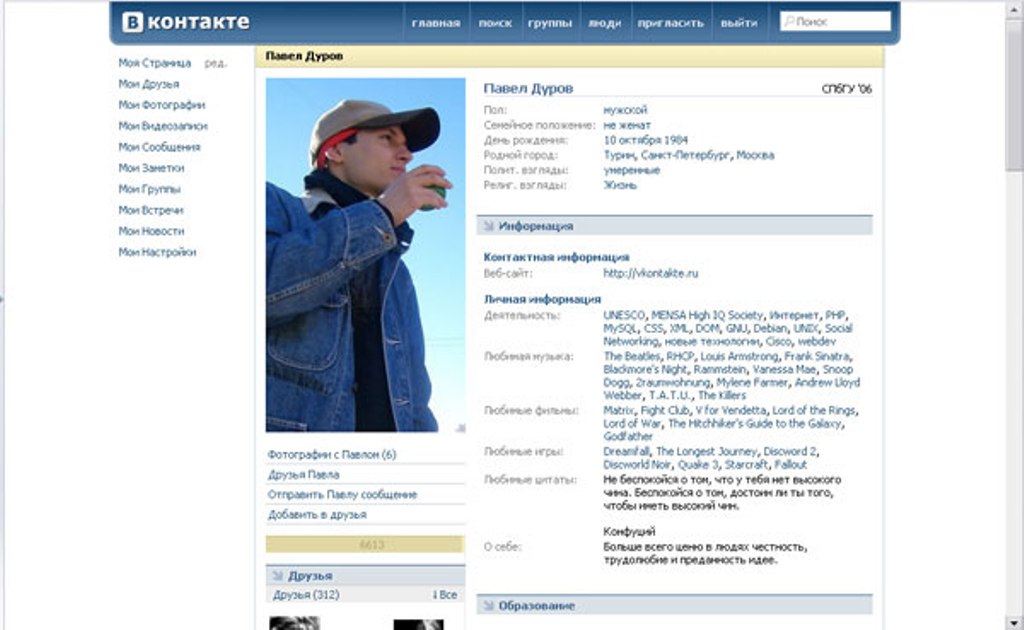 В контакте
главная поиск группы люди пригласить выйти Поиск
Моя Страница ред.
Мои Друзья
Мои Фотографии
Мои Видеозаписи
Мои Сообщения
Мои Заметки
Мои Группы
Мои Встречи
Мои Новости
Мои Настройки
Павел Дуров
Фотографии с Павлом (6)
Друзья Павла
Отправить Павлу сообщение
Добавить в друзья
6613
Друзья
Друзья (312) Все
Павел Дуров СПбГУ '06
Пол: мужской
Семейное положение: не женат
День рождения: 10 октября 1984
Родной город: Турин, Санкт-Петербург, Москва
Полит. взгляды: умеренные
Религ. взгляды: Жизнь
Информация
Контактная информация
Веб-сайт: http://vkontakte.ru
Личная информация
Деятельность: UNESCO, MENSA High IQ Society, Интернет, PHP,
MySQL, CSS, XML, DOM, GNU, Debian, UNIX, Social
Networking, новые технологии, Cisco, webdev
Любимая музыка: The Beatles, RHCP, Louis Armstrong, Frank Sinatra,
Blackmore's Night, Rammstein, Vanessa Mae, Snoop
Dogg, 2raumwohnung, Mylene Farmer, Andrew Lloyd
Webber, T.A.T.U., The Killers
Любимые фильмы: Matrix, Fight Club, V for Vendetta, Lord of the Rings,
Lord of War, The Hitchhiker's Guide to the Galaxy,
Godfather
Любимые игры: Dreamfall, The Longest Journey, Discword 2,
Discworld Noir, Quake 3, Starcraft, Fallout
Любимые цитаты: Не беспокойся о том, что у тебя нет высокого
чина. Беспокойся о том, достоин ли ты того,
чтобы иметь высокий чин.
Конфуций
О себе: Больше всего ценю в людях честность,
трудолюбие и преданность идее.
Образование